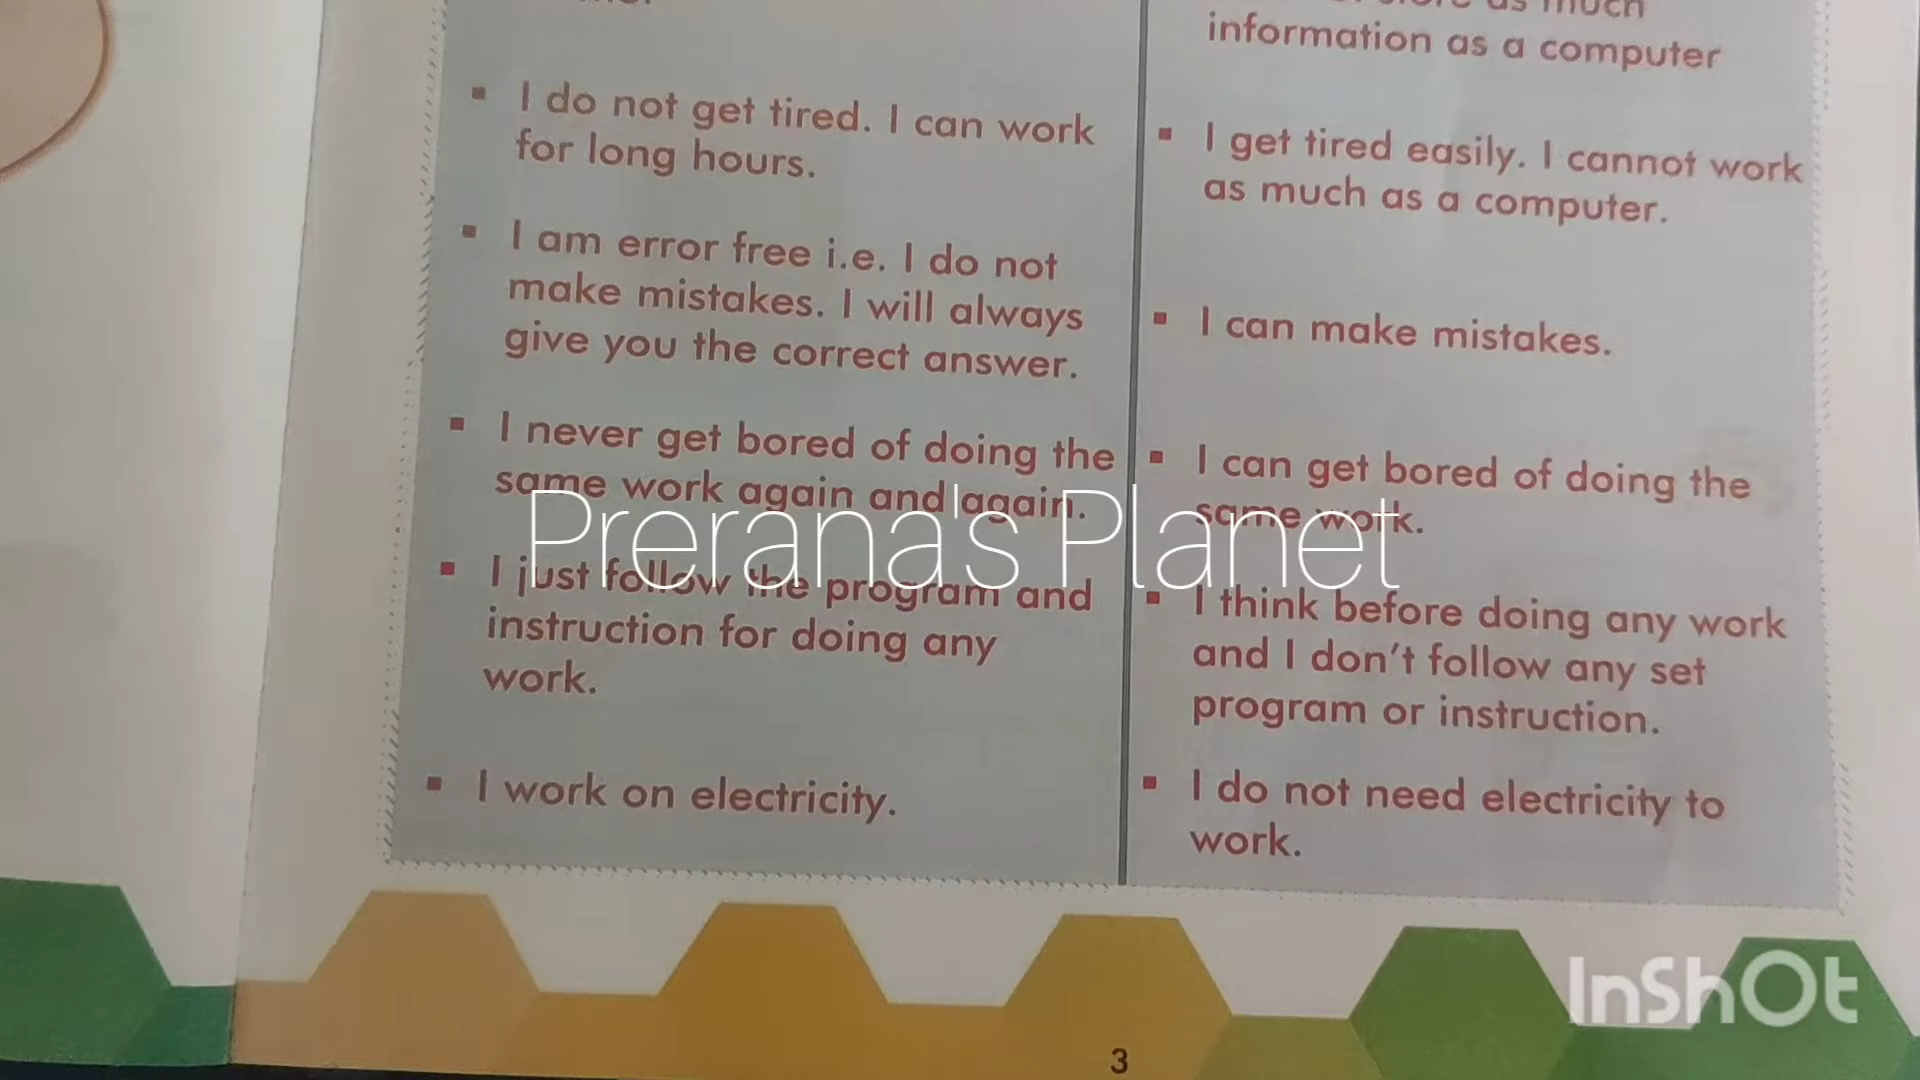 information as a computer
▪ I do not get tired. I can work
for long hours.
▪ I am error free i.e. I do not
make mistakes. I will always
give you the correct answer.
▪ I never get bored of doing the
same work again and again.
▪ I just follow the program and
instruction for doing any
work.
▪ I work on electricity.
▪ I get tired easily. I cannot work
as much as a computer.
▪ I can make mistakes.
▪ I can get bored of doing the
same work.
▪ I think before doing any work
and I don't follow any set
program or instruction.
▪ I do not need electricity to
work.
Prerana's Planet
InShOt
3